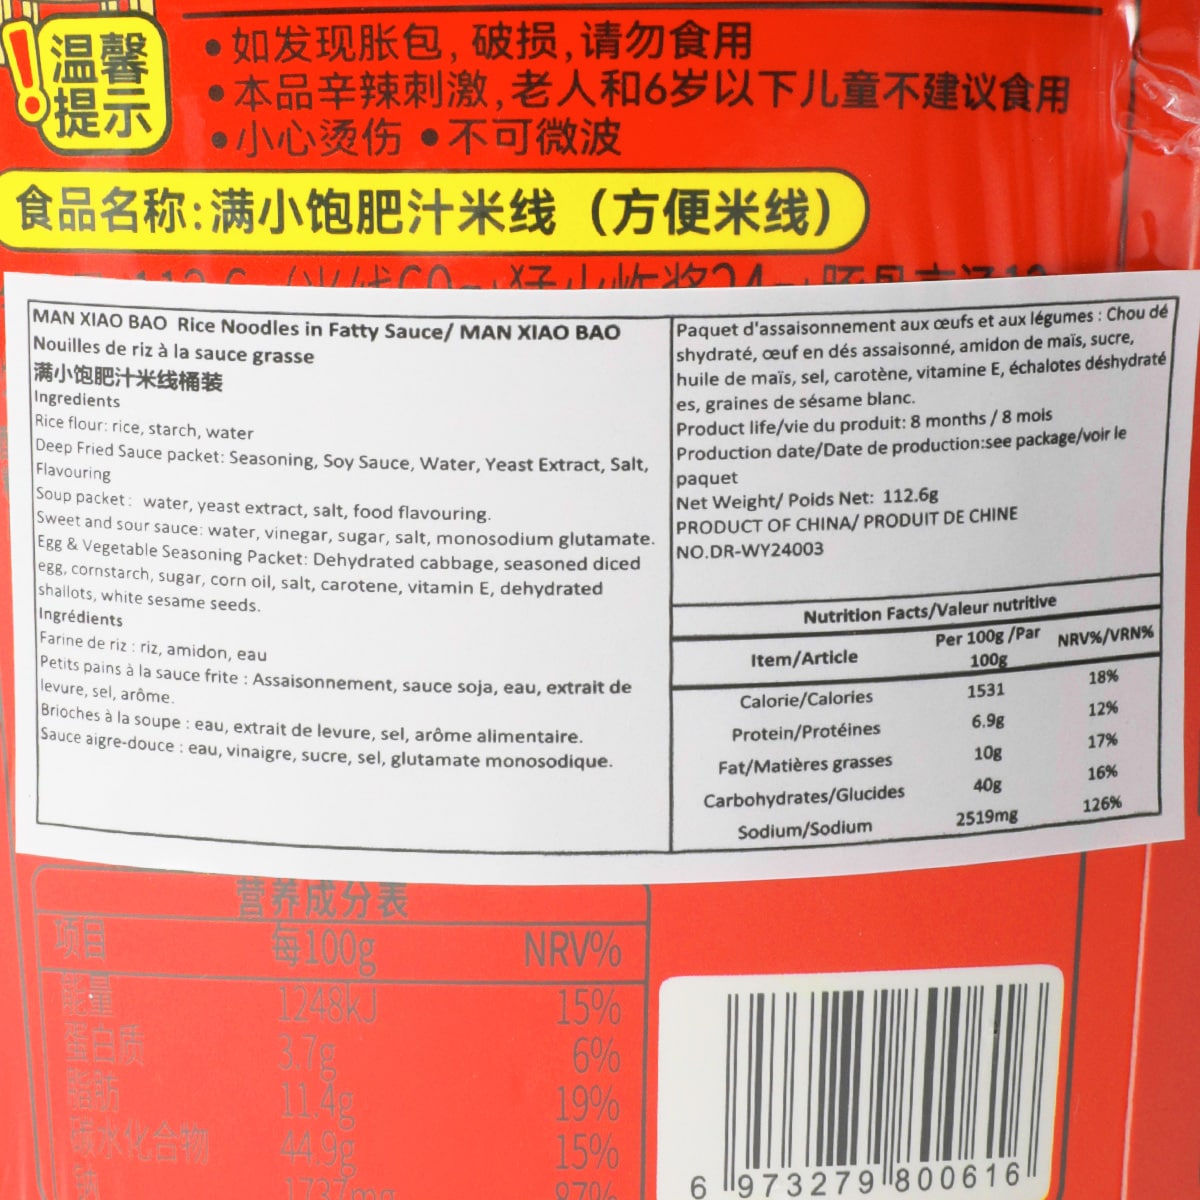 温馨
提示
•如发现胀包,破损,请勿食用
•本品辛辣刺激,老人和6岁以下儿童不建议食用
•小心烫伤 •不可微波
食品名称:满小饱肥汁米线（方便米线）
MAN XIAO BAO Rice Noodles in Fatty Sauce/ MAN XIAO BAO
Nouilles de riz à la sauce grasse
满小饱肥汁米线桶装
Ingredients
Rice flour: rice, starch, water
Deep Fried Sauce packet: Seasoning, Soy Sauce, Water, Yeast Extract, Salt,
Flavouring
Soup packet: water, yeast extract, salt, food flavouring.
Sweet and sour sauce: water, vinegar, sugar, salt, monosodium glutamate.
Egg & Vegetable Seasoning Packet: Dehydrated cabbage, seasoned diced
egg, cornstarch, sugar, corn oil, salt, carotene, vitamin E, dehydrated
shallots, white sesame seeds.
Ingrédients
Farine de riz : riz, amidon, eau
Petits pains à la sauce frite : Assaisonnement, sauce soja, eau, extrait de
levure, sel, arôme.
Brioches à la soupe : eau, extrait de levure, sel, arôme alimentaire.
Sauce aigre-douce : eau, vinaigre, sucre, sel, glutamate monosodique.
Paquet d'assaisonnement aux œufs et aux légumes : Chou dé
shydraté, œuf en dés assaisonné, amidon de maïs, sucre,
huile de maïs, sel, carotène, vitamine E, échalotes déshydraté
es, graines de sésame blanc.
Product life/vie du produit: 8 months / 8 mois
Production date/Date de production:see package/voir le
paquet
Net Weight/ Poids Net: 112.6g
PRODUCT OF CHINA/ PRODUIT DE CHINE
NO.DR-WY24003
Nutrition Facts/Valeur nutritive
Item/Article Per 100g /Par 100g NRV%/VRN%
Calorie/Calories 1531 18%
Protein/Protéines 6.9g 12%
Fat/Matières grasses 10g 17%
Carbohydrates/Glucides 40g 16%
Sodium/Sodium 2519mg 126%
营养成分表
项目 每100g NRV%
能量 1248kJ 15%
蛋白质 3.7g 6%
脂肪 11.4g 19%
碳水化合物 44.9g 15%
钠 1737mg 87%
6 973279 800616